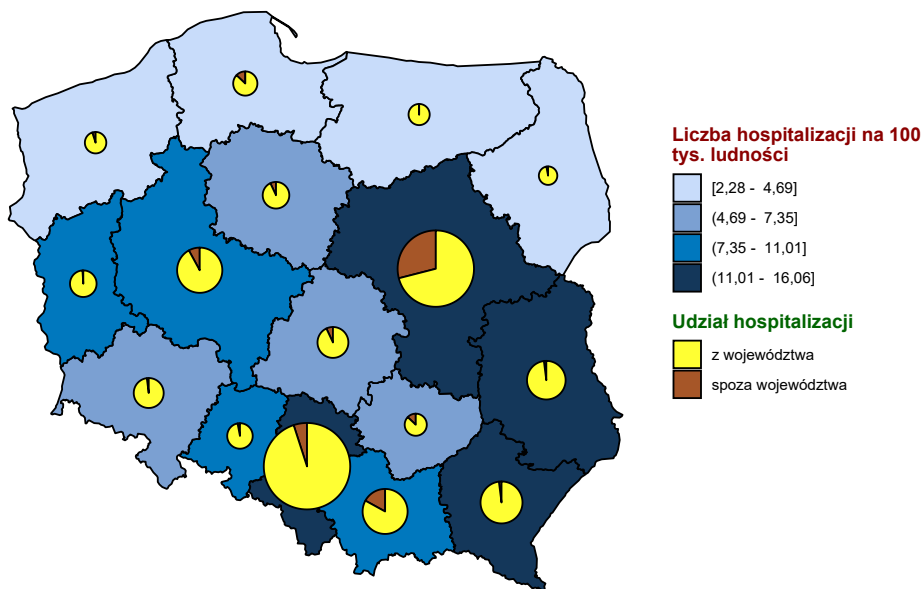 Liczba hospitalizacji na 100
tys. ludności
[2,28 - 4,69]
(4,69 - 7,35]
(7,35 - 11,01]
(11,01 - 16,06]
Udział hospitalizacji
z województwa
spoza województwa